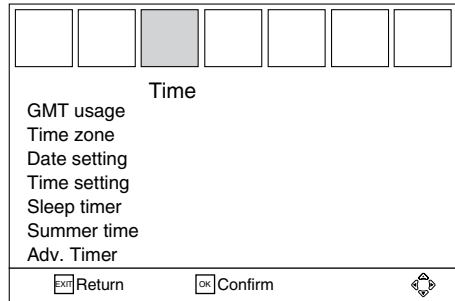 Time
GMT usage
Time zone
Date setting
Time setting
Sleep timer
Summer time
Adv. Timer
EXIT Return OK Confirm